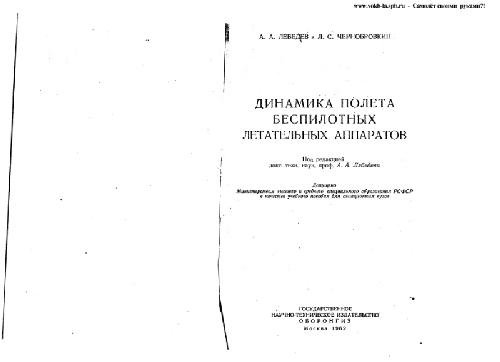 www.vokb-la.spb.ru - Самолёт своими руками?!
А. А. ЛЕБЕДЕВ и Л. С. ЧЕРНОБРОВКИН
ДИНАМИКА ПОЛЕТА
БЕСПИЛОТНЫХ
ЛЕТАТЕЛЬНЫХ АППАРАТОВ
Под редакцией
докт. техн. наук, проф. А. А. Лебедева
Допущено
Министерством высшего и среднего специального образования РСФСР
в качестве учебного пособия для авиационных вузов
ГОСУДАРСТВЕННОЕ
НАУЧНО-ТЕХНИЧЕСКОЕ ИЗДАТЕЛЬСТВО
ОБОРОНГИЗ
Москва 1962